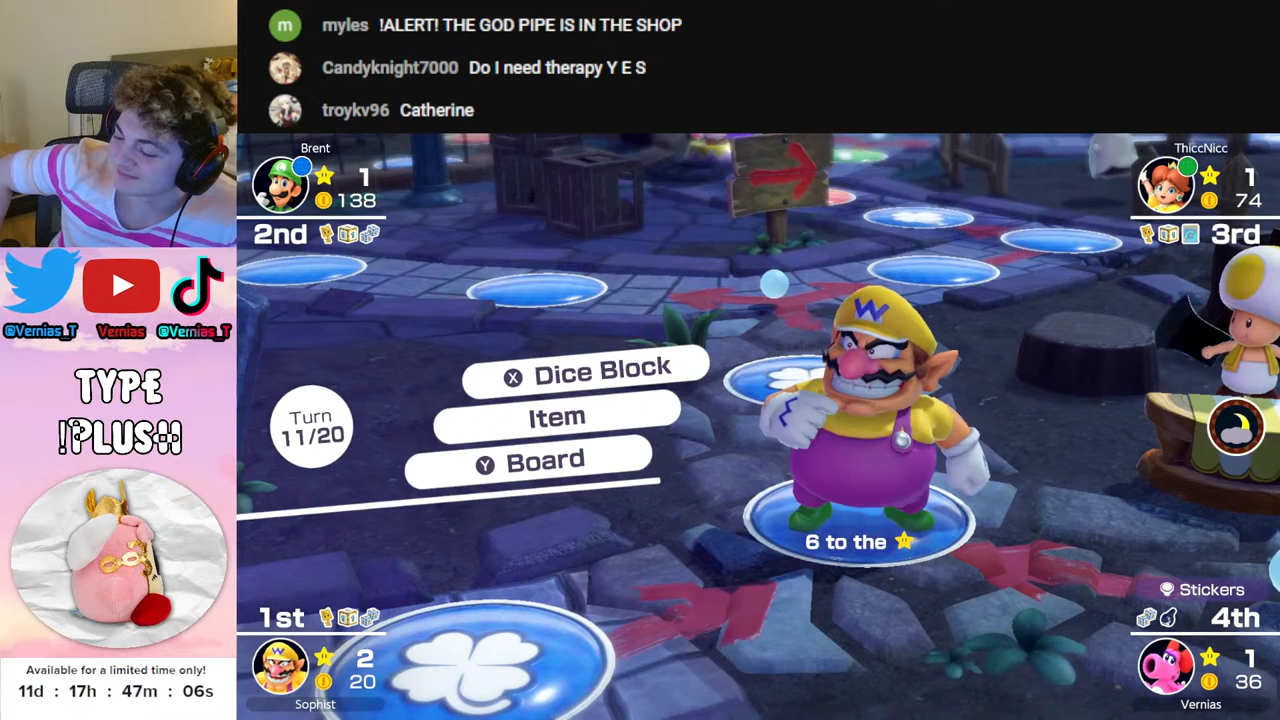 m myles !ALERT! THE GOD PIPE IS IN THE SHOP
Candyknight7000 Do I need therapy Y E S
troykv96 Catherine
Brent
1
138
2nd
ThiccNicc
1
74
3rd
@Vernias_T Vernias @Vernias_T
TYPE
!PLUSH
Available for a limited time only!
11d : 17h : 47m : 06s
Turn
11/20
X Dice Block
Item
Y Board
W
6 to the
1st
2
20
Sophist
Stickers
4th
1
36
Vernias